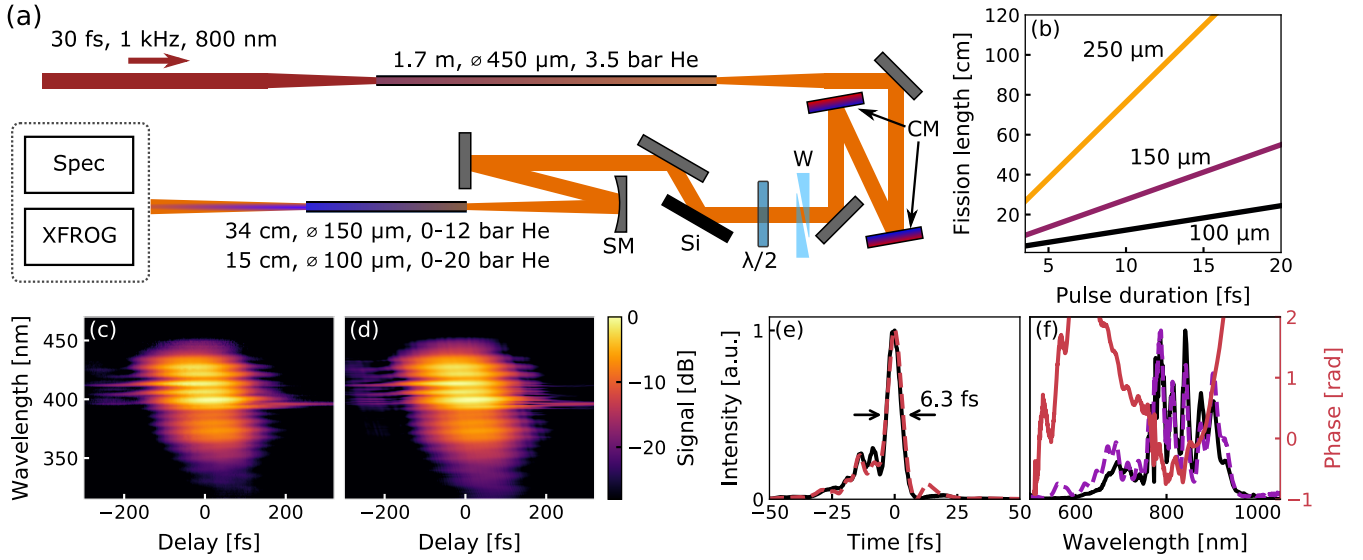 (a)
30 fs, 1 kHz, 800 nm
1.7 m, ⌀ 450 μm, 3.5 bar He
CM
Spec
XFROG
34 cm, ⌀ 150 μm, 0-12 bar He
15 cm, ⌀ 100 μm, 0-20 bar He
SM
Si
λ/2
W
(b)
Fission length [cm]
120
100
80
60
40
20
250 μm
150 μm
100 μm
5
10
15
20
Pulse duration [fs]
(c)
Wavelength [nm]
450
400
350
−200
0
200
Delay [fs]
(d)
−200
0
200
Delay [fs]
0
−10
−20
Signal [dB]
(e)
Intensity [a.u.]
1
0
6.3 fs
−50
−25
0
25
50
Time [fs]
(f)
600
800
1000
Wavelength [nm]
2
1
0
−1
Phase [rad]